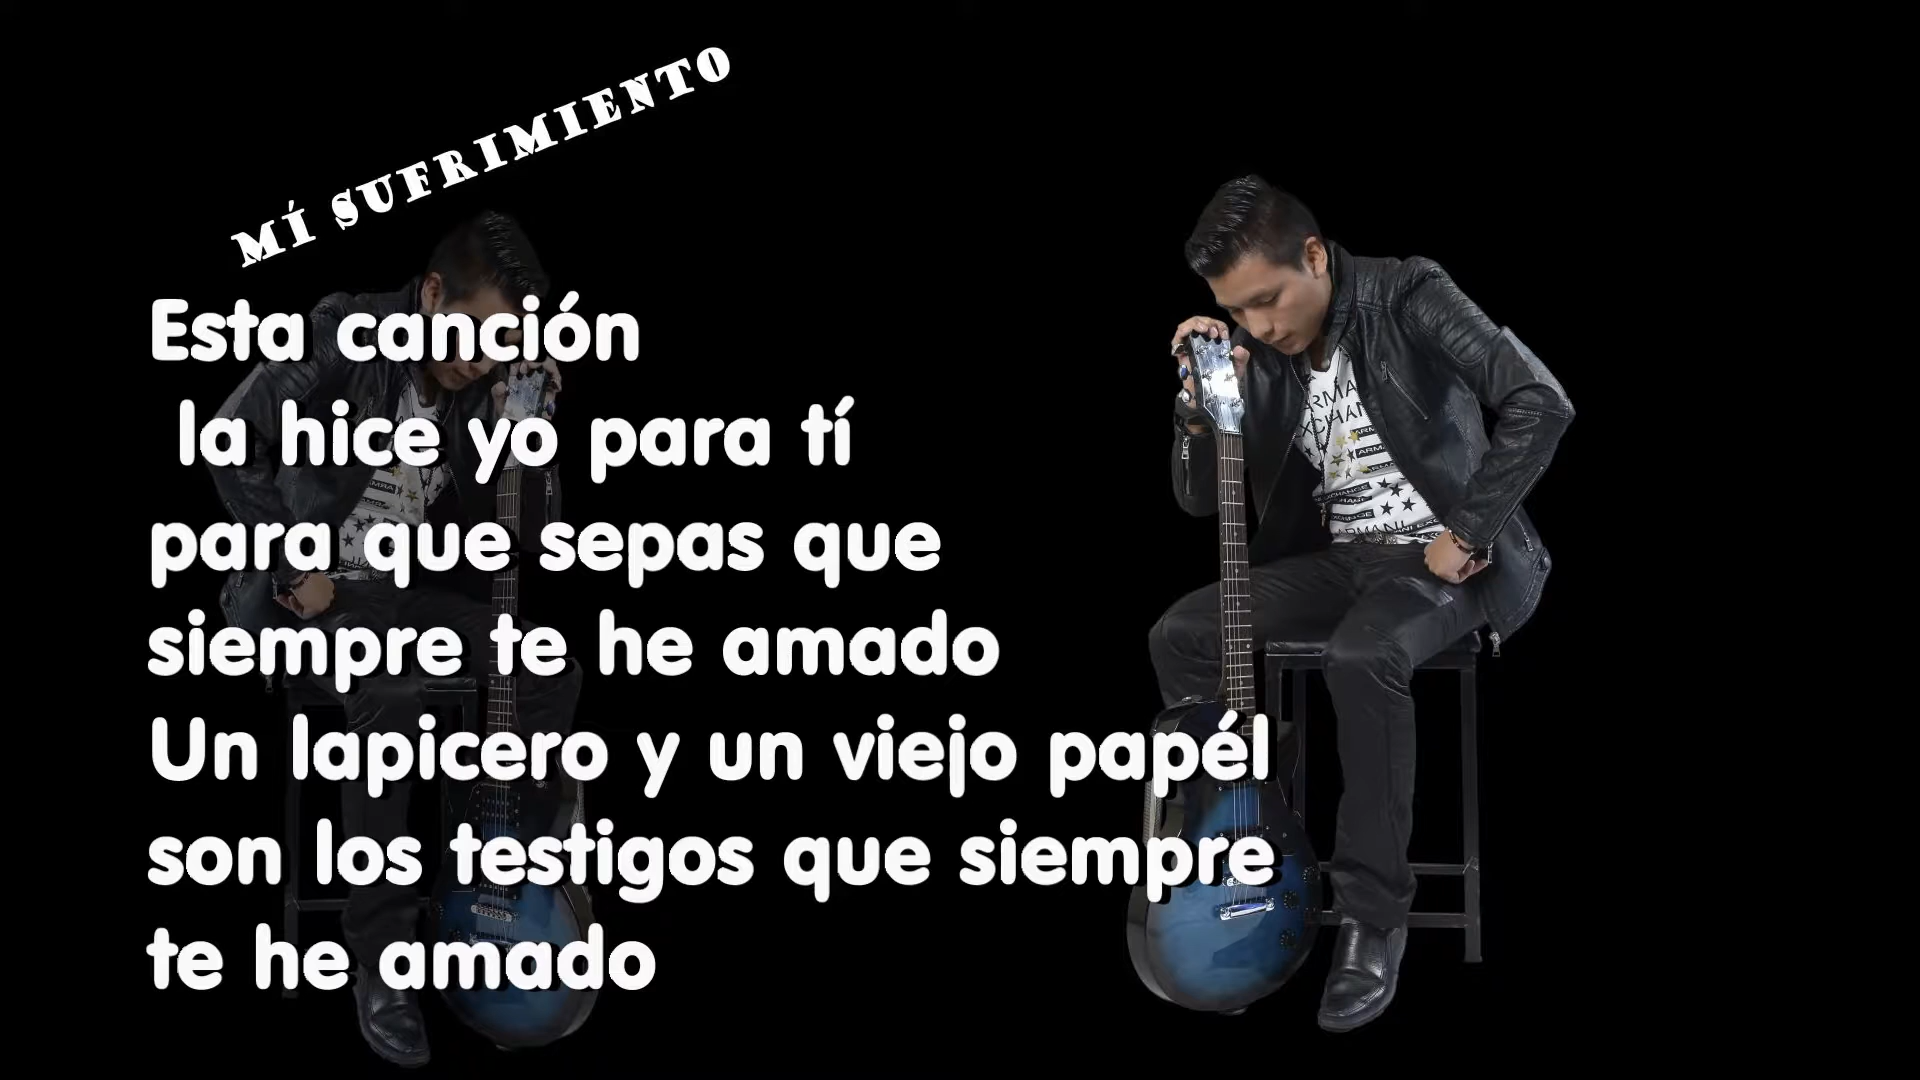 MÍ SUFRIMIENTO
Esta canción
la hice yo para tí
para que sepas que
siempre te he amado
Un lapicero y un viejo papél
son los testigos que siempre
te he amado